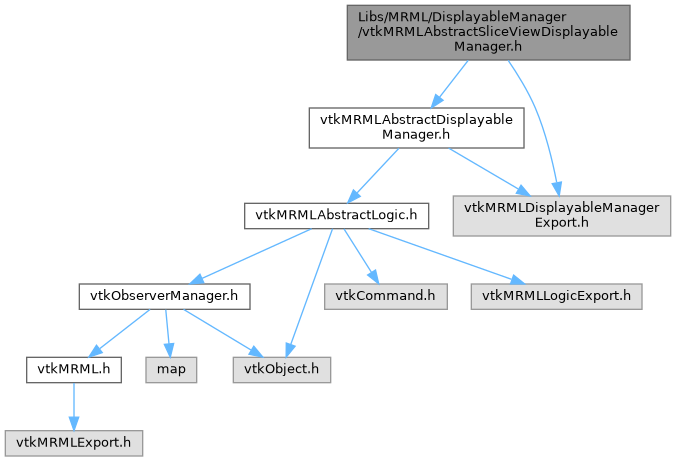 Libs/MRML/DisplayableManager
/vtkMRMLAbstractSliceViewDisplayable
Manager.h
vtkMRMLAbstractDisplayable
Manager.h
vtkMRMLDisplayableManager
Export.h
vtkMRMLAbstractLogic.h
vtkObserverManager.h
vtkCommand.h
vtkMRMLLogicExport.h
vtkMRML.h
map
vtkObject.h
vtkMRMLExport.h